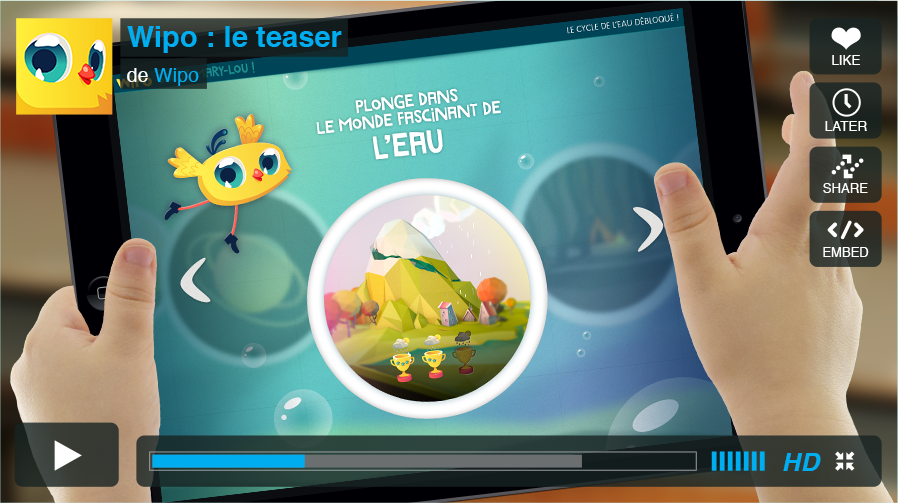 Wipo : le teaser
de Wipo
ARY-LOU !
LE CYCLE DE L'EAU DÉBLOQUÉ !
PLONGE DANS
LE MONDE FASCINANT DE
L'EAU
LIKE
LATER
SHARE
EMBED
HD